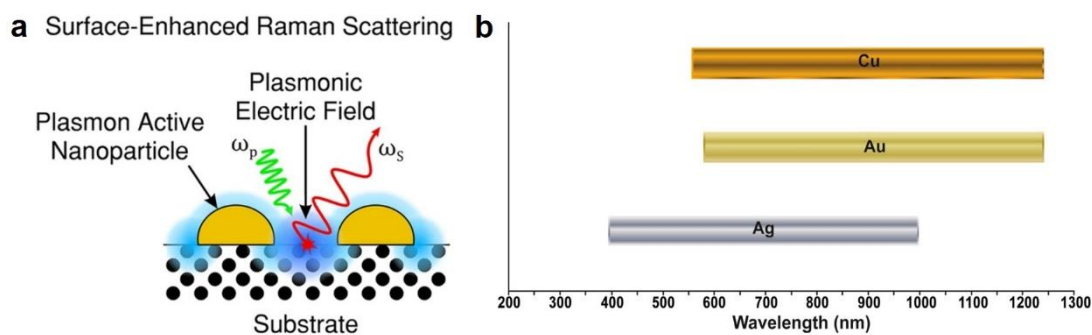 a Surface-Enhanced Raman Scattering
Plasmonic
Electric Field
Plasmon Active
Nanoparticle
ωp
ωs
Substrate
b
Cu
Au
Ag
200 300 400 500 600 700 800 900 1000 1100 1200 1300
Wavelength (nm)